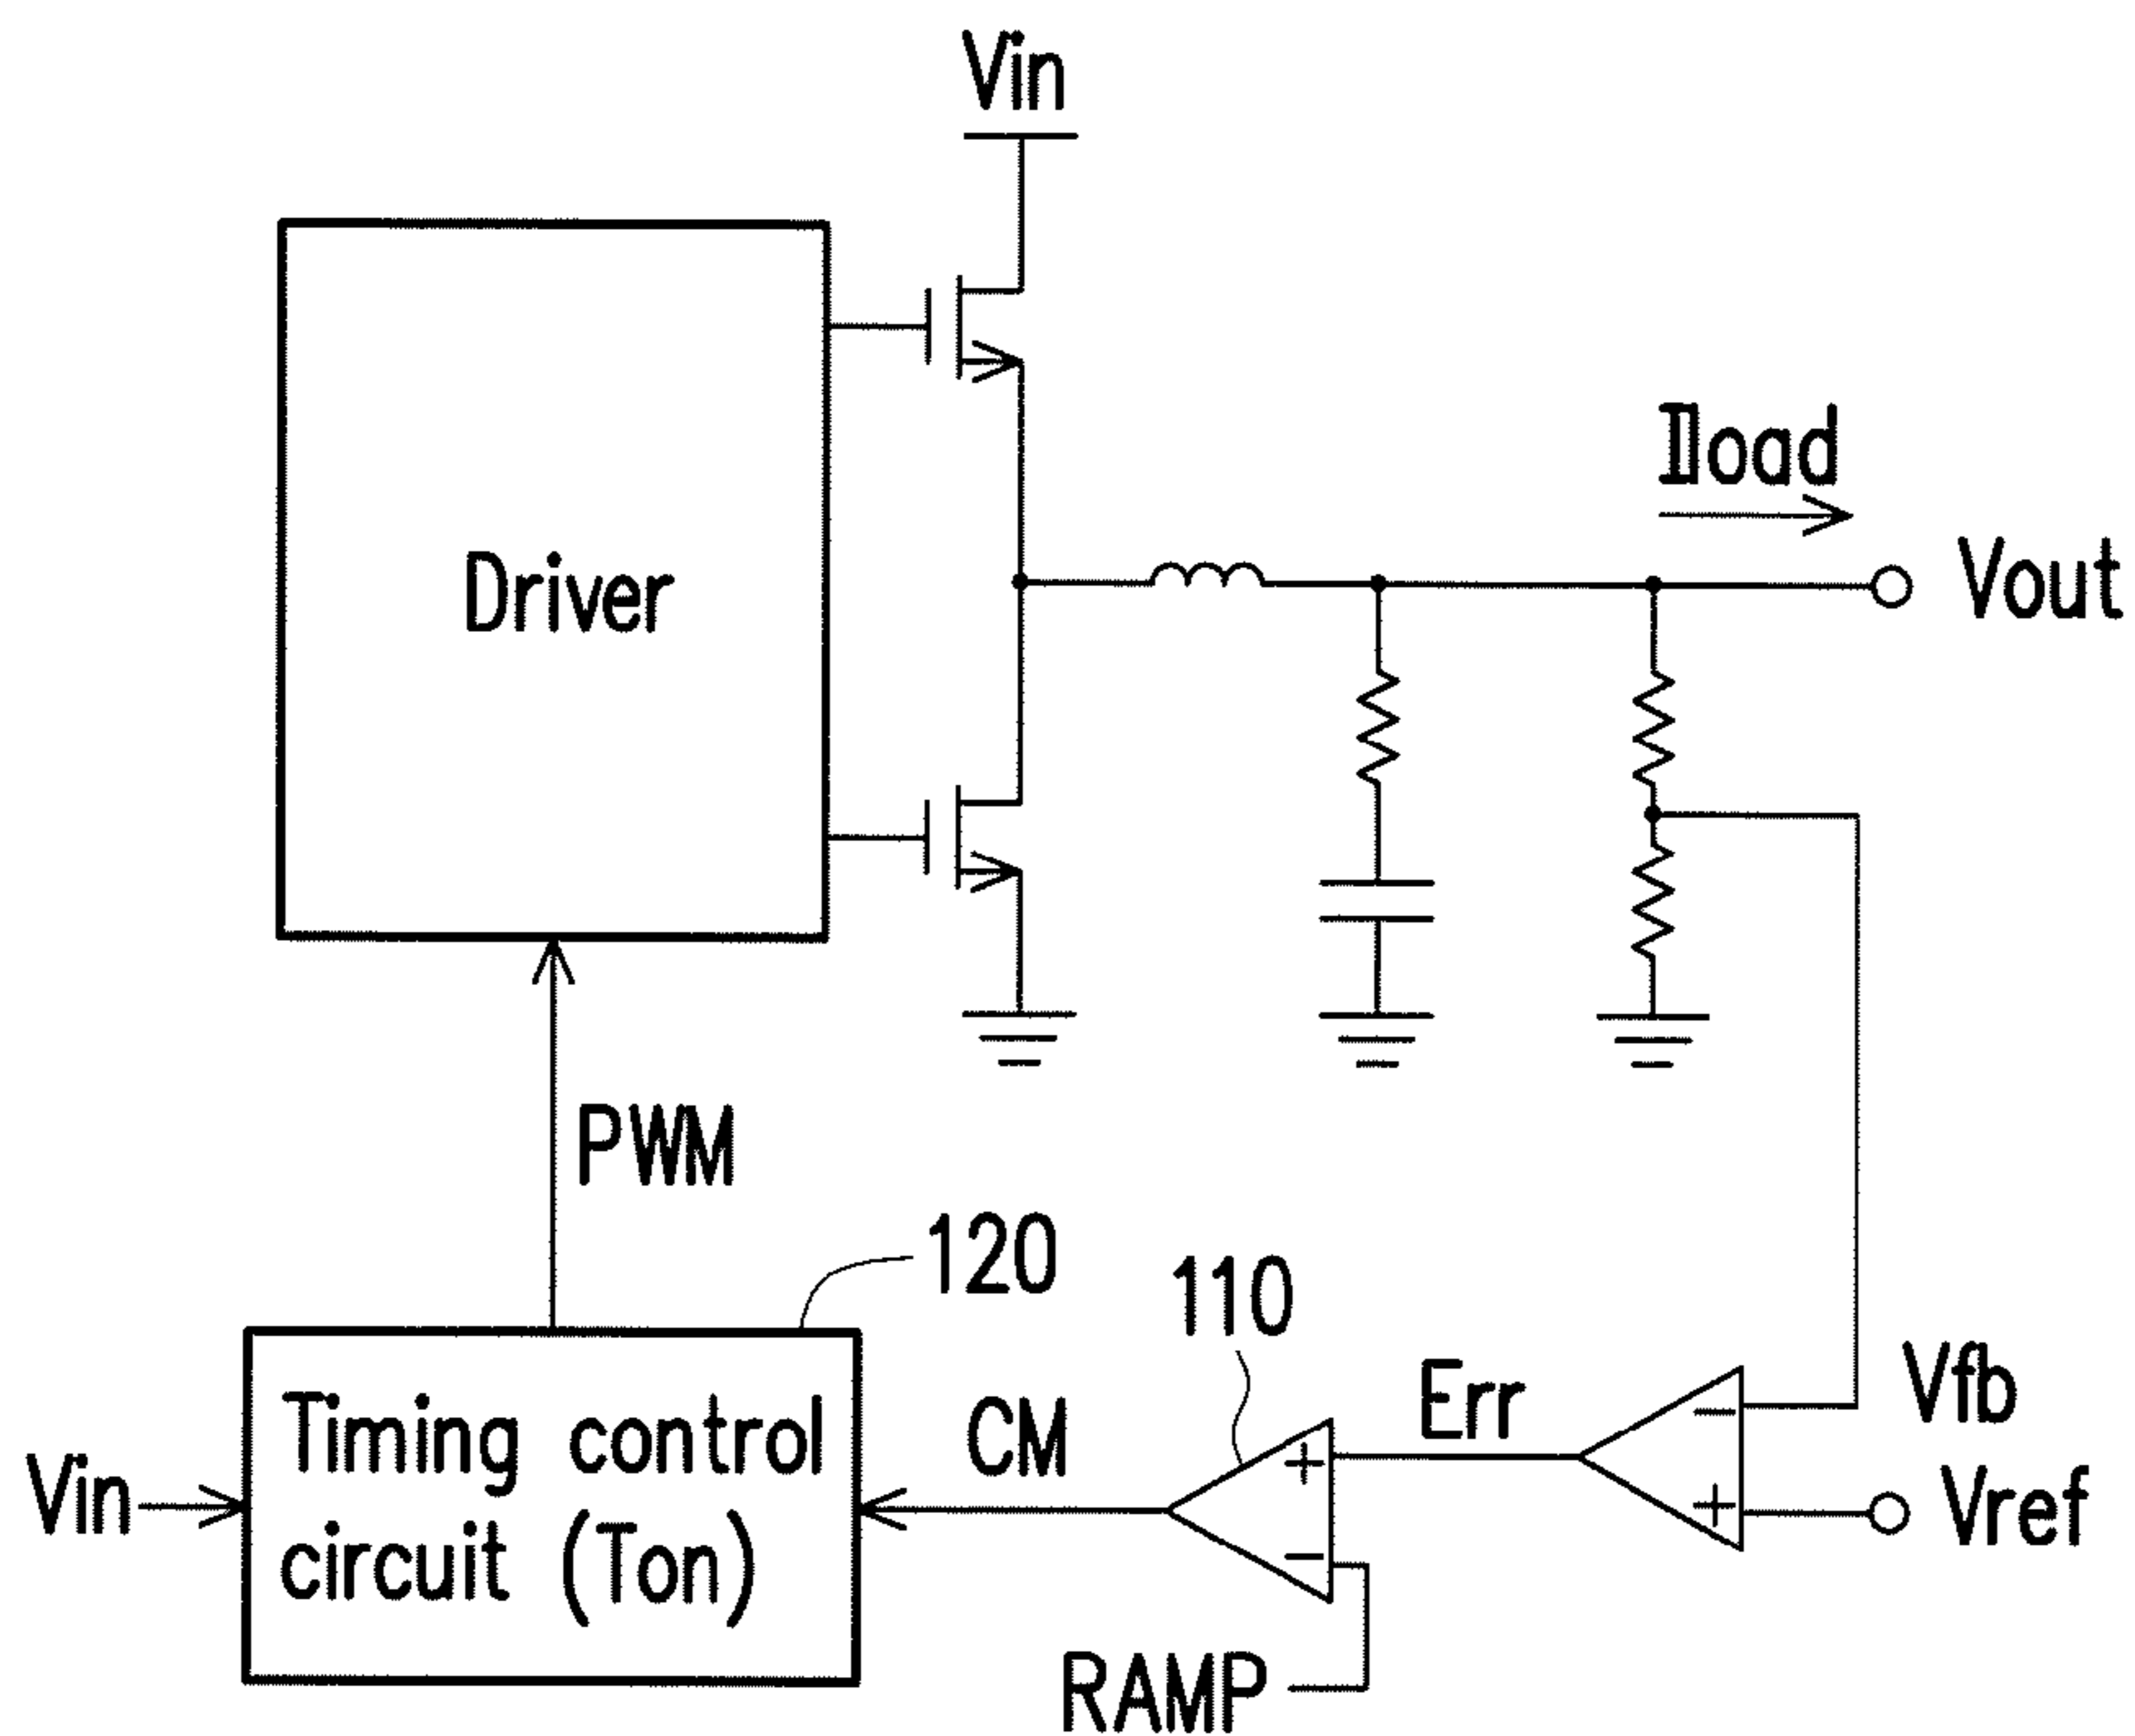 Vin
Driver
Iload
Vout
PWM
120
110
Timing control
circuit (Ton)
Vin
CM
Err
Vfb
Vref
RAMP
+
−
−
+